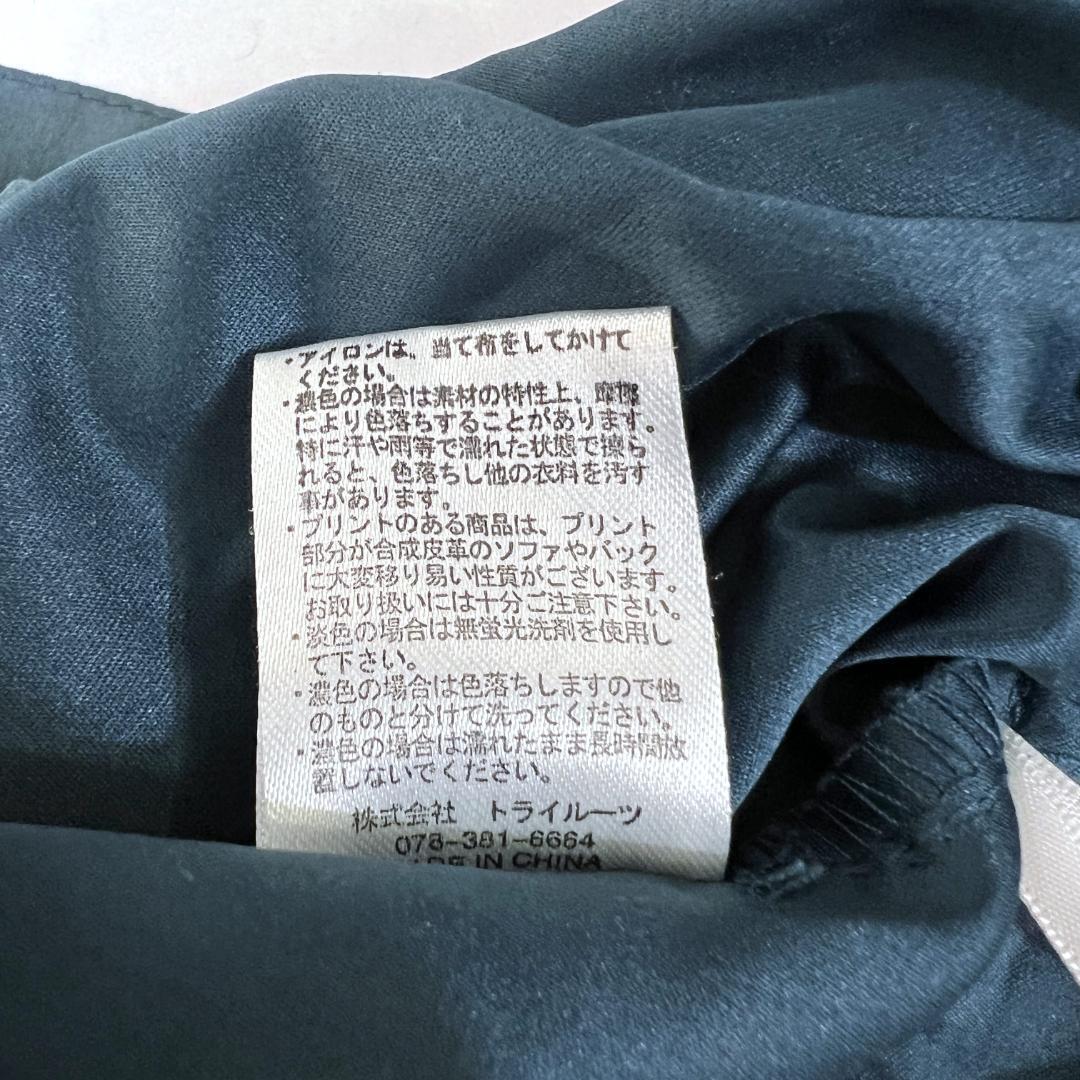 ・アイロンは、当て布をしてかけて
ください。
・濃色の場合は素材の特性上、摩擦
により色落ちすることがあります。
特に汗や雨等で濡れた状態で擦ら
れると、色落ちし他の衣料を汚す
事があります。
・プリントのある商品は、プリント
部分が合成皮革のソファやバック
に大変移り易い性質がございます。
お取り扱いには十分ご注意下さい。
・淡色の場合は無蛍光洗剤を使用し
て下さい。
・濃色の場合は色落ちしますので他
のものと分けて洗ってください。
・濃色の場合は濡れたまま長時間放
置しないでください。
株式会社 トライルーツ
078-381-6664
MADE IN CHINA